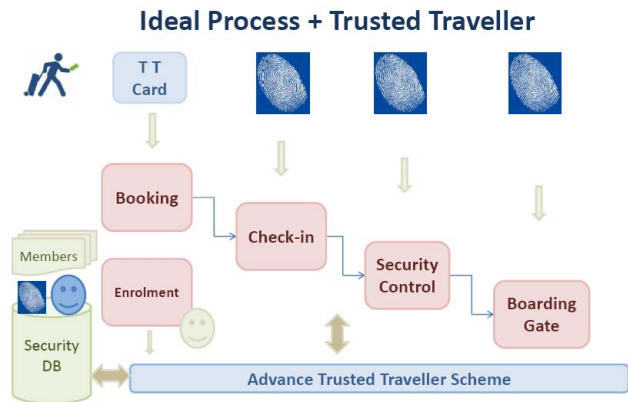 Ideal Process + Trusted Traveller
T T
Card
Booking
Check-in
Members
Enrolment
Security
Control
Boarding
Gate
Security
DB
Advance Trusted Traveller Scheme